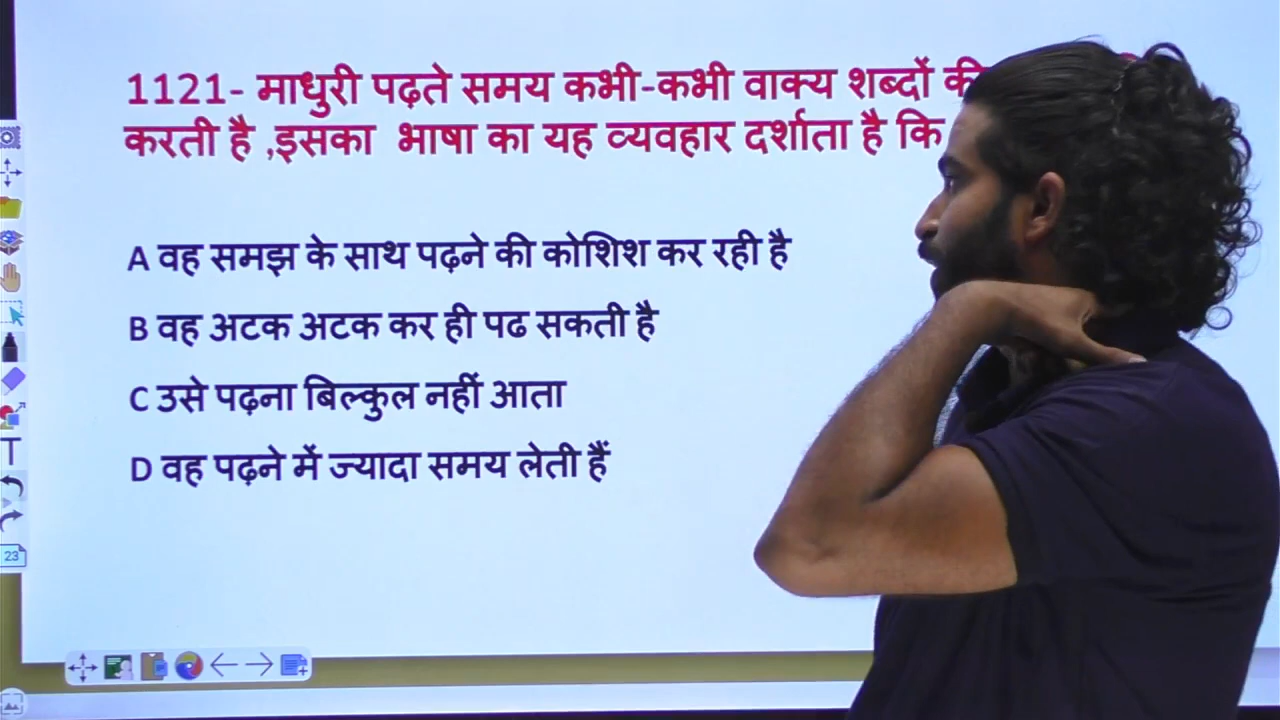 1121- माधुरी पढ़ते समय कभी-कभी वाक्य शब्दों की
करती है ,इसका भाषा का यह व्यवहार दर्शाता है कि
A वह समझ के साथ पढ़ने की कोशिश कर रही है
B वह अटक अटक कर ही पढ सकती है
C उसे पढ़ना बिल्कुल नहीं आता
D वह पढ़ने में ज्यादा समय लेती हैं
23